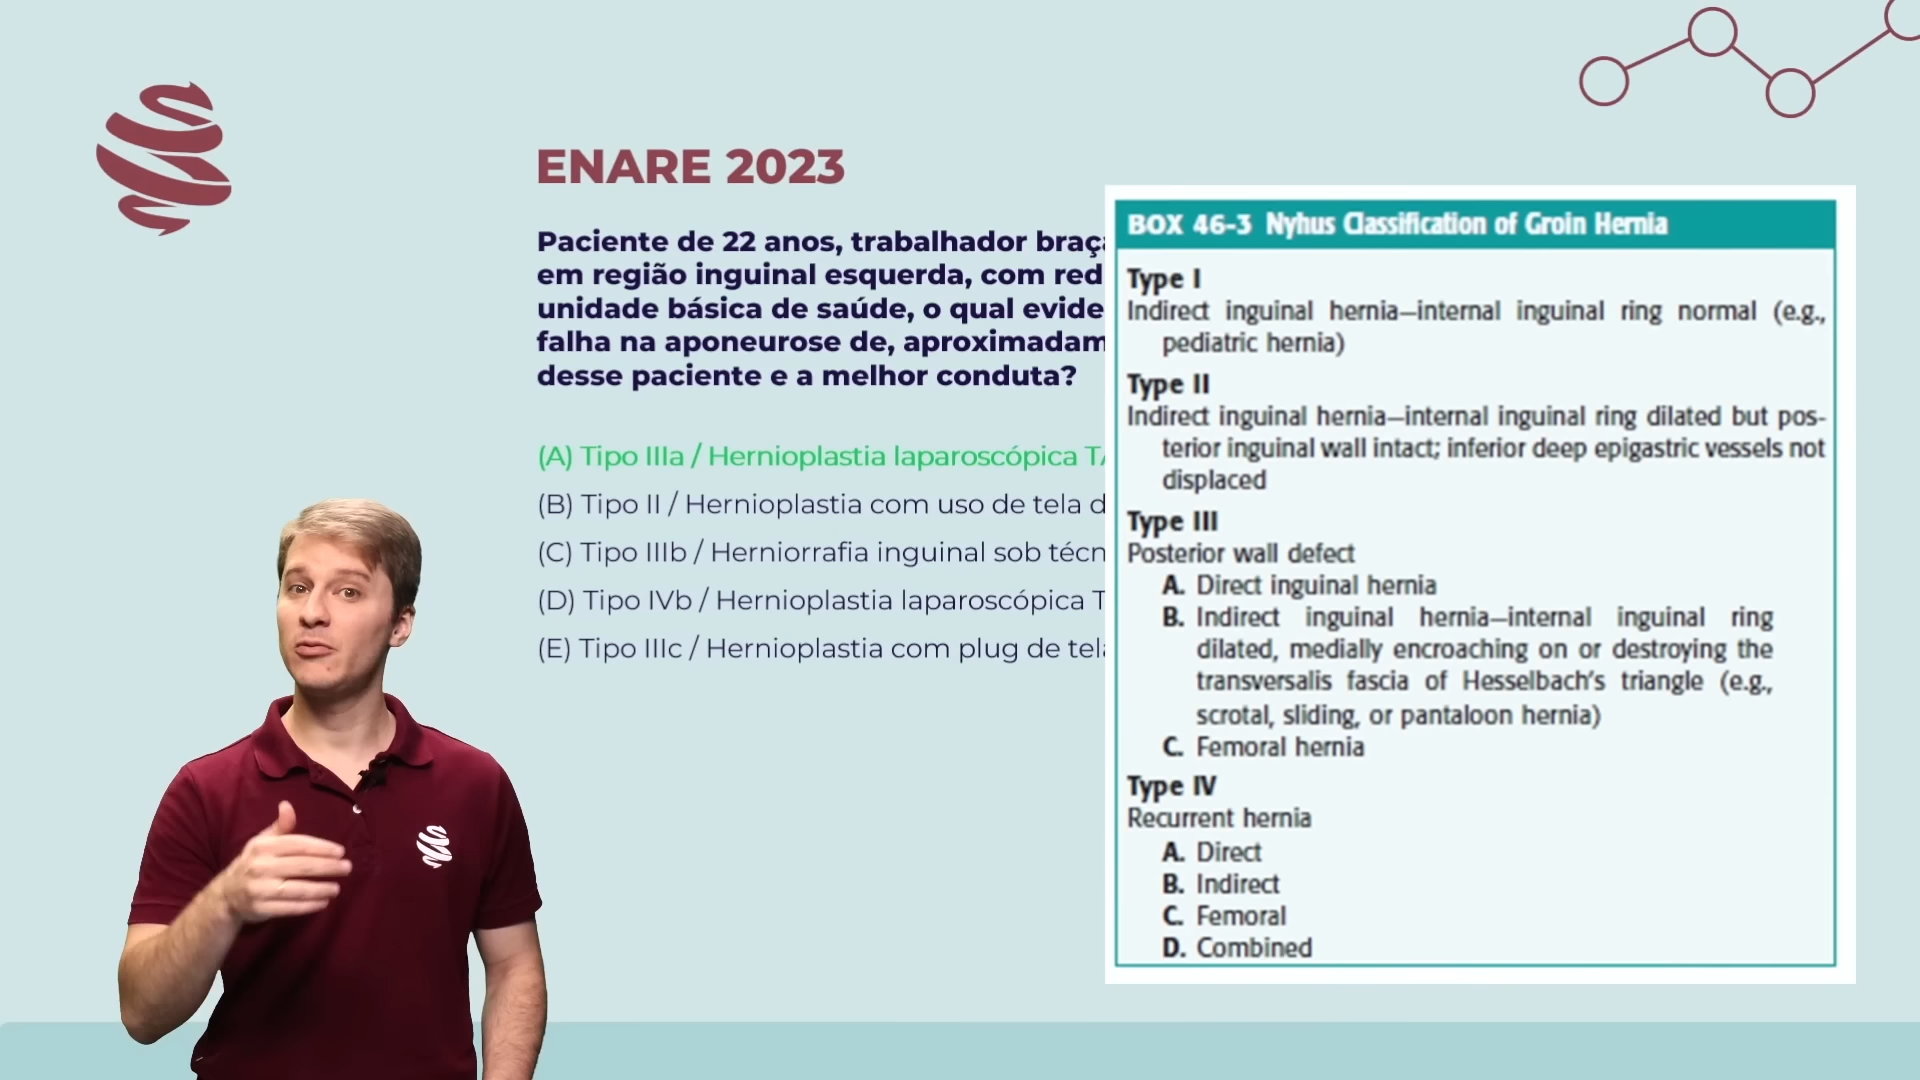 ENARE 2023
Paciente de 22 anos, trabalhador
em região inguinal esquerda, com
unidade básica de saúde, o qual
falha na aponeurose de,
desse paciente e a melhor conduta?
(A) Tipo IIIa / Hernioplastia laparoscópica
(B) Tipo II / Hernioplastia com uso de tela
(C) Tipo IIIb / Herniorrafia inguinal sob
(D) Tipo IVb / Hernioplastia laparoscópica
(E) Tipo IIIc / Hernioplastia com plug de
BOX 46-3 Nyhus Classification of Groin Hernia
Type I
Indirect inguinal hernia—internal inguinal ring normal (e.g.,
pediatric hernia)
Type II
Indirect inguinal hernia—internal inguinal ring dilated but pos-
terior inguinal wall intact; inferior deep epigastric vessels not
displaced
Type III
Posterior wall defect
A. Direct inguinal hernia
B. Indirect inguinal hernia—internal inguinal ring
dilated, medially encroaching on or destroying the
transversalis fascia of Hesselbach's triangle (e.g.,
scrotal, sliding, or pantaloon hernia)
C. Femoral hernia
Type IV
Recurrent hernia
A. Direct
B. Indirect
C. Femoral
D. Combined